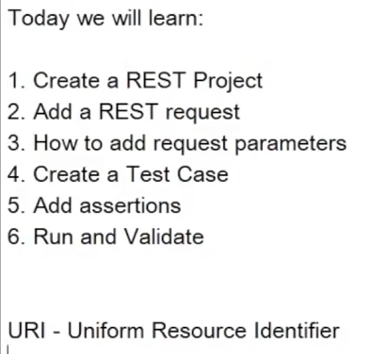 Today we will learn:
1. Create a REST Project
2. Add a REST request
3. How to add request parameters
4. Create a Test Case
5. Add assertions
6. Run and Validate
URI - Uniform Resource Identifier